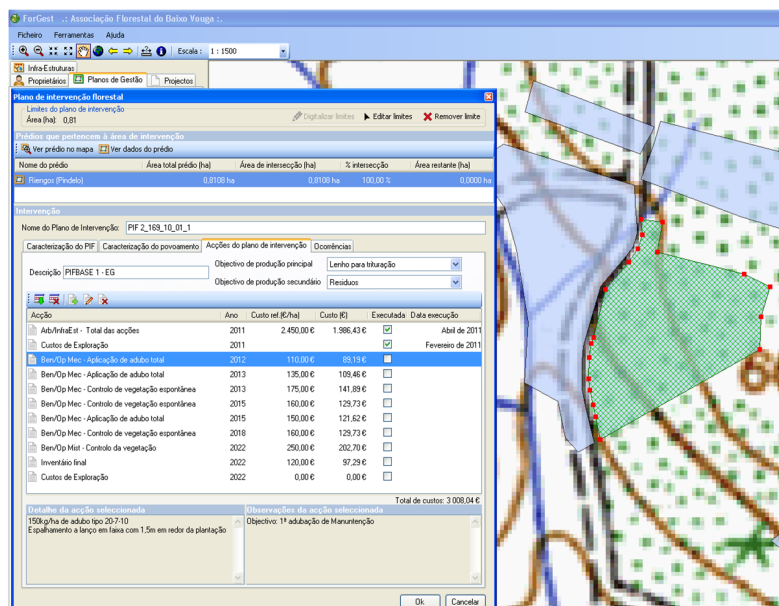 ForGest .: Associação Florestal do Baixo Vouga :.
Ficheiro Ferramentas Ajuda
Escala : 1 : 1500
Infra-Estruturas
Proprietários Planos de Gestão Projectos
Plano de intervenção florestal
Limites do plano de intervenção
Área (ha): 0,81 Digitalizar limites Editar limites Remover limite
Prédios que pertencem à área de intervenção
Ver prédio no mapa Ver dados do prédio
Nome do prédio Área total prédio (ha) Área de intersecção (ha) % intersecção Área restante (ha)
Riengos (Pindelo) 0,8108 ha 0,8108 ha 100,00 % 0,0000 ha
Intervenção
Nome do Plano de Intervenção: PIF 2_169_10_01_1
Caracterização do PIF Caracterização do povoamento Acções do plano de intervenção Ocorrências
Descrição PIFBASE 1 - EG
Objectivo de produção principal Lenho para trituração
Objectivo de produção secundário Residuos
Acção Ano Custo ref.(€/ha) Custo (€) Executada Data execução
Arb/InfraEst - Total das acções 2011 2.450,00 € 1.986,43 € Abril de 2011
Custos de Exploração 2011 Fevereiro de 2011
Ben/Op Mec - Aplicação de adubo total 2012 110,00 € 89,19 €
Ben/Op Mec - Aplicação de adubo total 2013 135,00 € 109,46 €
Ben/Op Mec - Controlo de vegetação espontânea 2013 175,00 € 141,89 €
Ben/Op Mec - Controlo de vegetação espontânea 2015 160,00 € 129,73 €
Ben/Op Mec - Aplicação de adubo total 2015 150,00 € 121,62 €
Ben/Op Mec - Controlo de vegetação espontânea 2018 160,00 € 129,73 €
Ben/Op Mist - Controlo da vegetação 2022 250,00 € 202,70 €
Inventário final 2022 120,00 € 97,29 €
Custos de Exploração 2022 0,00 € 0,00 €
Total de custos: 3 008,04 €
Detalhe da acção seleccionada Observações da acção seleccionada
150kg/ha de adubo tipo 20-7-10 Objectivo: 1ª adubação de Manuntenção
Espalhamento a lanço em faixa com 1,5m em redor da plantação
Ok Cancelar